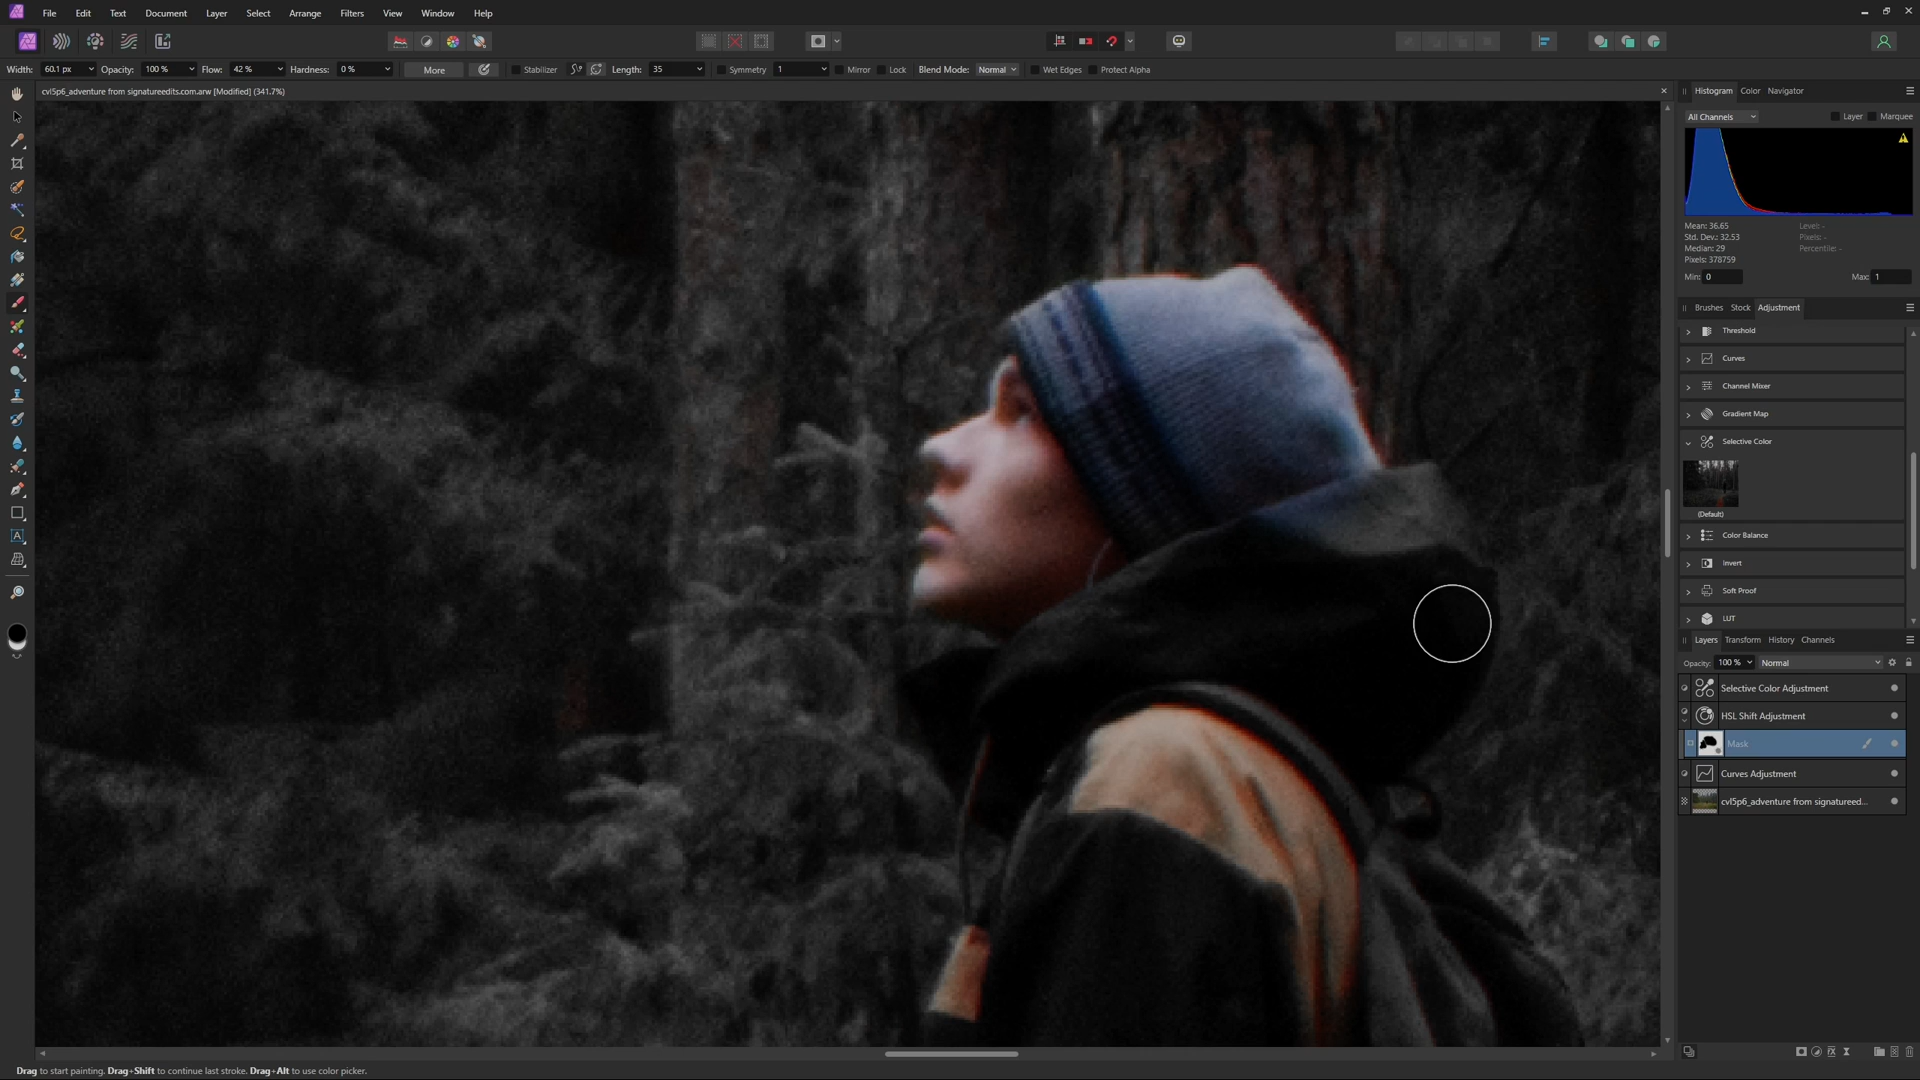 File Edit Text Document Layer Select Arrange Filters View Window Help
Width: 60.1 px Opacity: 100 % Flow: 42 % Hardness: 0 % More Stabilizer Length: 35 Symmetry 1 Mirror Lock Blend Mode: Normal Wet Edges Protect Alpha
cvl5p6_adventure from signatureedits.com.arw [Modified] (341.7%)
Histogram Color Navigator
All Channels Layer Marquee
Mean: 36.65 Level: -
Std. Dev.: 32.53 Pixels: -
Median: 29 Percentile: -
Pixels: 378759
Min: 0 Max: 1
Brushes Stock Adjustment
Threshold
Curves
Channel Mixer
Gradient Map
Selective Color
(Default)
Color Balance
Invert
Soft Proof
LUT
Layers Transform History Channels
Opacity: 100 % Normal
Selective Color Adjustment
HSL Shift Adjustment
Mask
Curves Adjustment
cvl5p6_adventure from signatureed...
Drag to start painting. Drag+Shift to continue last stroke. Drag+Alt to use color picker.